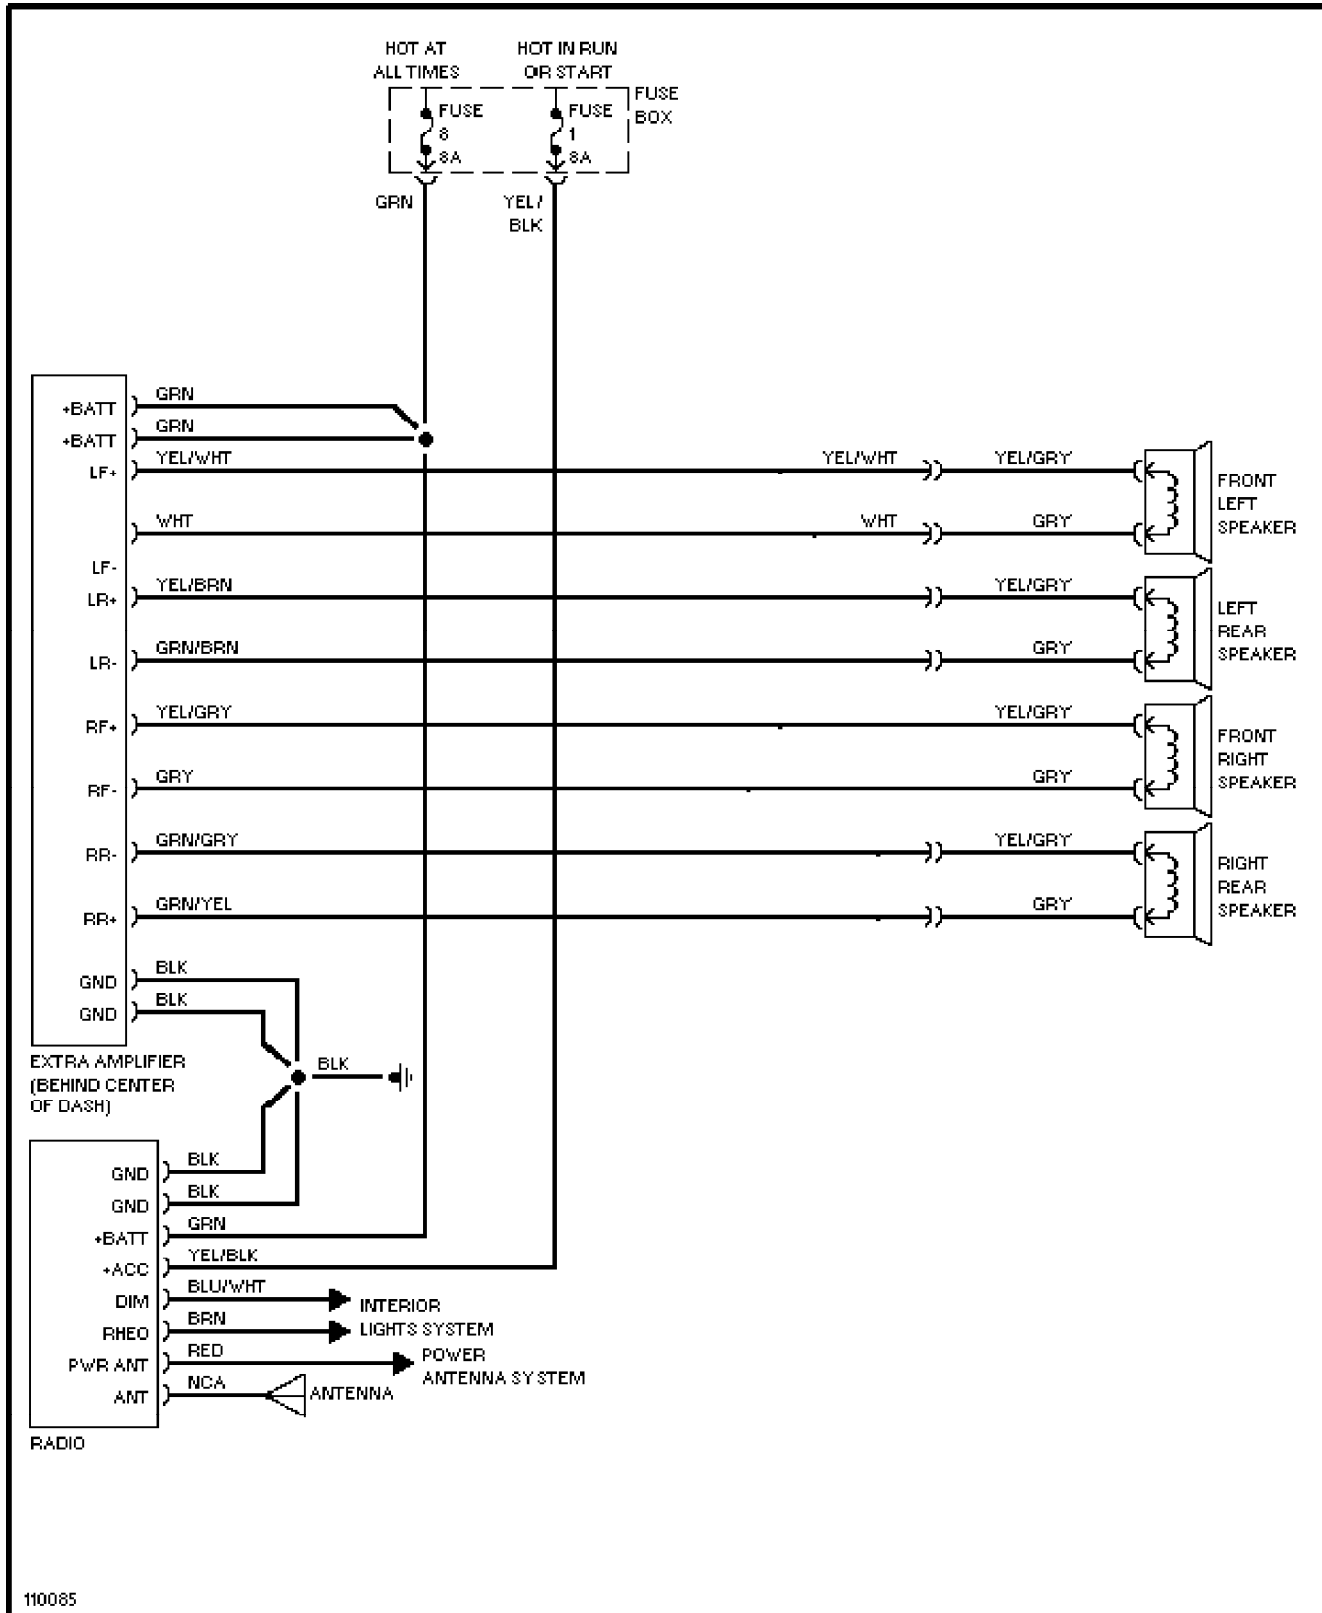 HOT AT
ALL TIMES
HOT IN RUN
OR START
FUSE
BOX
FUSE
8
8A
FUSE
1
8A
GRN
YEL/
BLK
+BATT
GRN
+BATT
GRN
LF+
YEL/WHT
YEL/WHT
YEL/GRY
WHT
WHT
GRY
LF-
FRONT
LEFT
SPEAKER
LR+
YEL/BRN
YEL/GRY
LR-
GRN/BRN
GRY
LEFT
REAR
SPEAKER
RF+
YEL/GRY
YEL/GRY
RF-
GRY
GRY
FRONT
RIGHT
SPEAKER
RR-
GRN/GRY
YEL/GRY
RR+
GRN/YEL
GRY
RIGHT
REAR
SPEAKER
GND
BLK
GND
BLK
EXTRA AMPLIFIER
(BEHIND CENTER
OF DASH)
BLK
GND
BLK
GND
BLK
+BATT
GRN
+ACC
YEL/BLK
DIM
BLU/WHT
RHEO
BRN
INTERIOR
LIGHTS SYSTEM
PWR ANT
RED
POWER
ANTENNA SYSTEM
ANT
NCA
ANTENNA
RADIO
110085